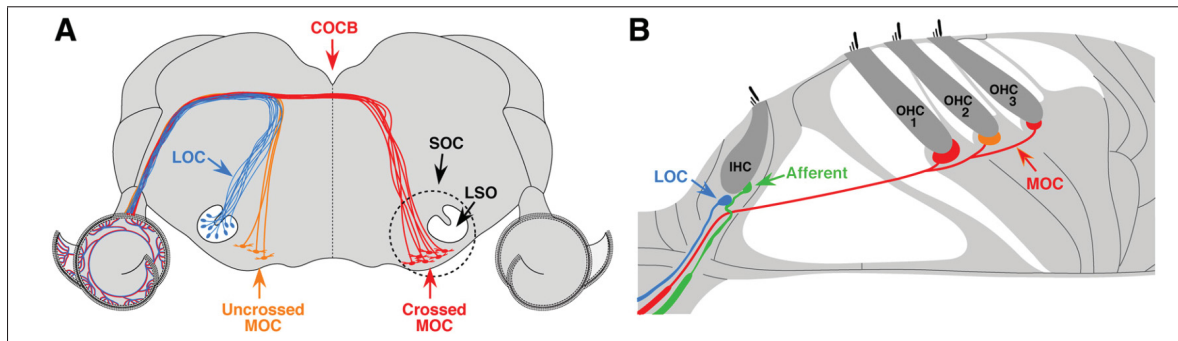 A
COCB
LOC
SOC
LSO
Uncrossed
MOC
Crossed
MOC
B
OHC
1
OHC
2
OHC
3
IHC
LOC
Afferent
MOC